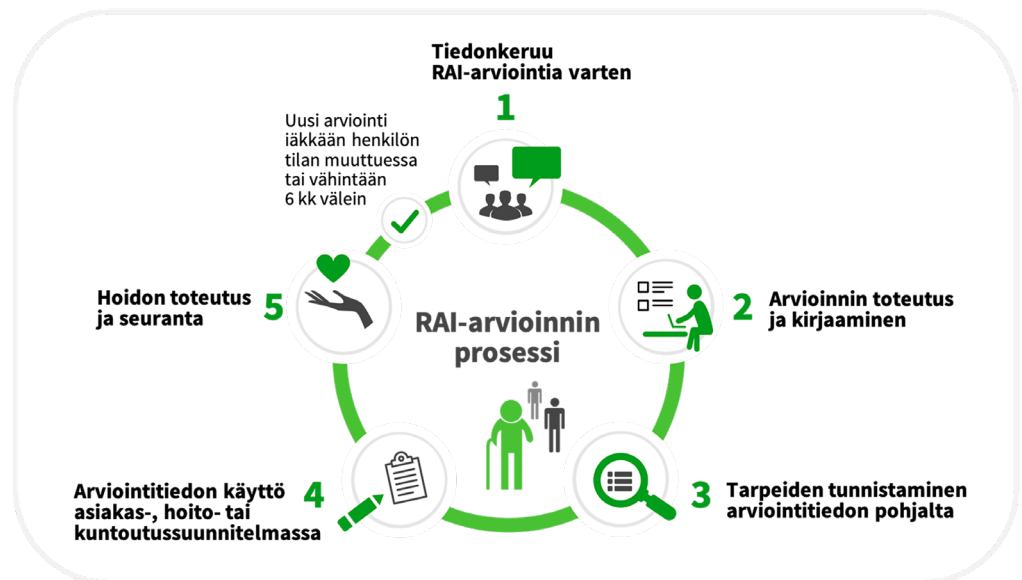 Tiedonkeruu
RAI-arviointia varten
1
Uusi arviointi
iäkkään henkilön
tilan muuttuessa
tai vähintään
6 kk välein
2
Arvioinnin toteutus
ja kirjaaminen
Hoidon toteutus
ja seuranta
5
RAI-arvioinnin
prosessi
3
Tarpeiden tunnistaminen
arviointitiedon pohjalta
Arviointitiedon käyttö
asiakas-, hoito- tai
kuntoutussuunnitelmassa
4